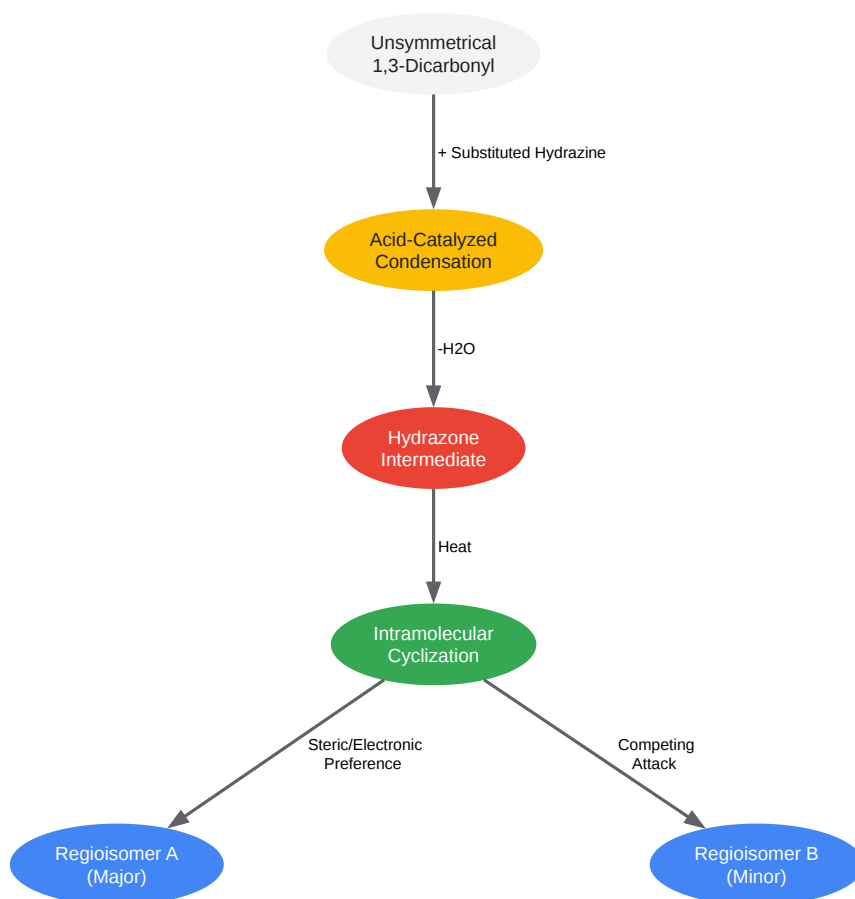 Unsymmetrical
1,3-Dicarbonyl
+ Substituted Hydrazine
Acid-Catalyzed
Condensation
-H2O
Hydrazone
Intermediate
Heat
Intramolecular
Cyclization
Steric/Electronic
Preference
Competing
Attack
Regioisomer A
(Major)
Regioisomer B
(Minor)